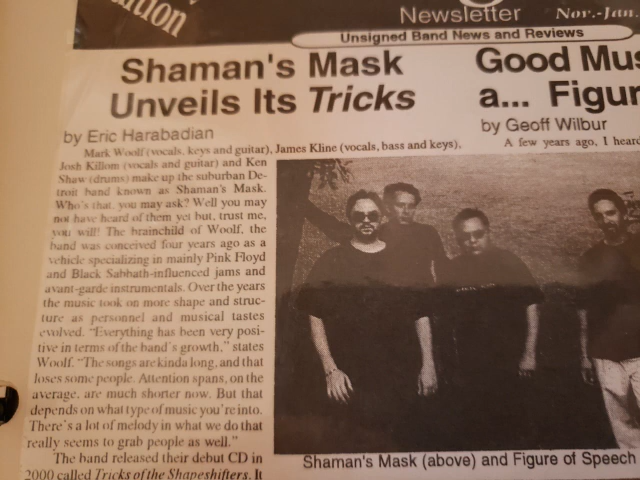 ution
Newsletter Nov.-Jan.
Unsigned Band News and Reviews
Shaman's Mask
Unveils Its Tricks
by Eric Harabadian
Mark Woolf (vocals, keys and guitar), James Kline (vocals, bass and keys),
Josh Killom (vocals and guitar) and Ken
Shaw (drums) make up the suburban De-
troit band known as Shaman's Mask.
Who's that, you may ask? Well you may
not have heard of them yet but, trust me,
you will! The brainchild of Woolf, the
band was conceived four years ago as a
vehicle specializing in mainly Pink Floyd
and Black Sabbath-influenced jams and
avant-garde instrumentals. Over the years
the music took on more shape and struc-
ture as personnel and musical tastes
evolved. “Everything has been very posi-
tive in terms of the band's growth,” states
Woolf. “The songs are kinda long, and that
loses some people. Attention spans, on the
average, are much shorter now. But that
depends on what type of music you're into.
There's a lot of melody in what we do that
really seems to grab people as well.”
The band released their debut CD in
2000 called Tricks of the Shapeshifters. It
Shaman's Mask (above) and Figure of Speech
Good Mus
a... Figur
by Geoff Wilbur
A few years ago, I heard